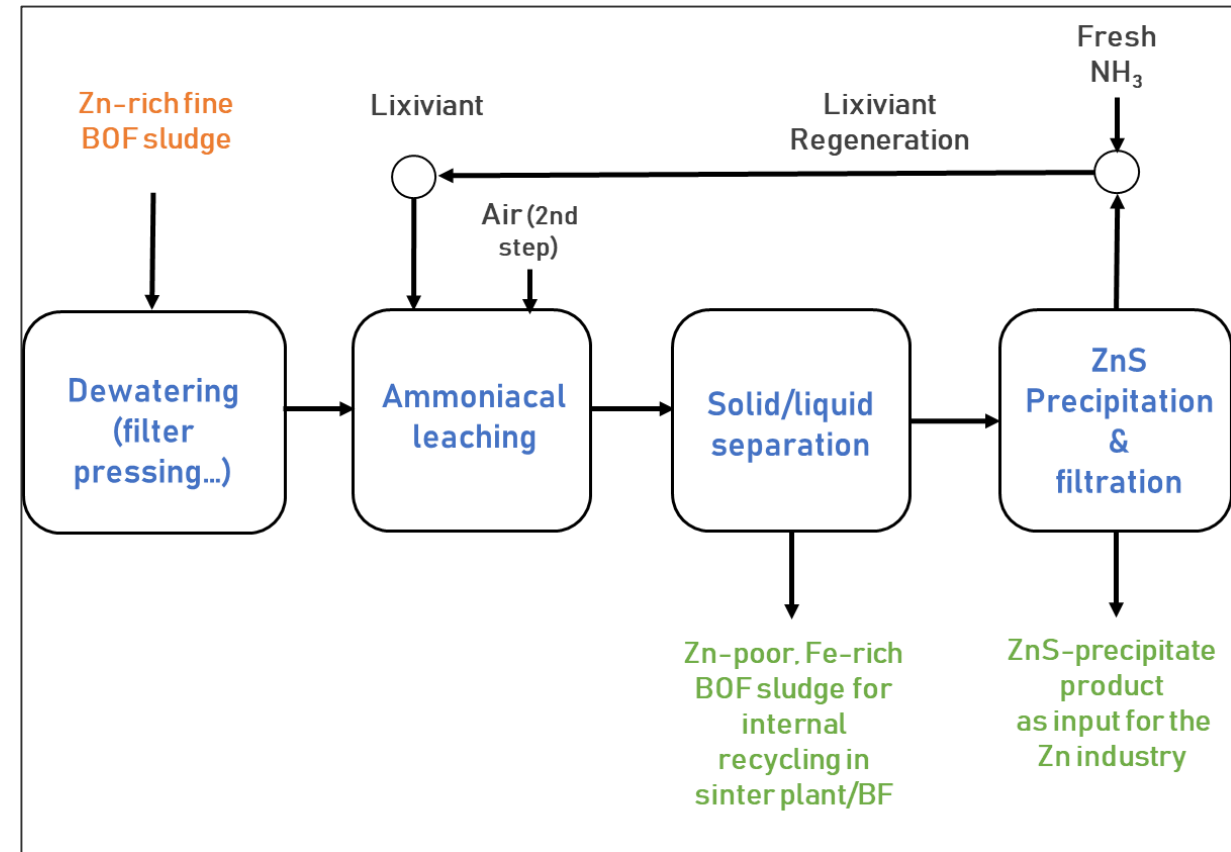 Fresh
NH₃
Zn-rich fine
BOF sludge
Lixiviant
Lixiviant
Regeneration
Air (2nd
step)
Dewatering
(filter
pressing…)
Ammoniacal
leaching
Solid/liquid
separation
ZnS
Precipitation
&
filtration
Zn-poor, Fe-rich
BOF sludge for
internal
recycling in
sinter plant/BF
ZnS-precipitate
product
as input for the
Zn industry